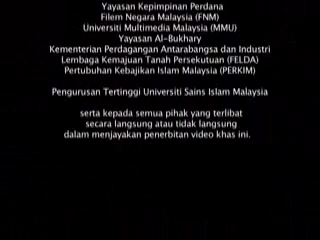 Yayasan Kepimpinan Perdana
Filem Negara Malaysia (FNM)
Universiti Multimedia Malaysia (MMU)
Yayasan Al-Bukhary
Kementerian Perdagangan Antarabangsa dan Industri
Lembaga Kemajuan Tanah Persekutuan (FELDA)
Pertubuhan Kebajikan Islam Malaysia (PERKIM)
Pengurusan Tertinggi Universiti Sains Islam Malaysia
serta kepada semua pihak yang terlibat
secara langsung atau tidak langsung
dalam menjayakan penerbitan video khas ini.